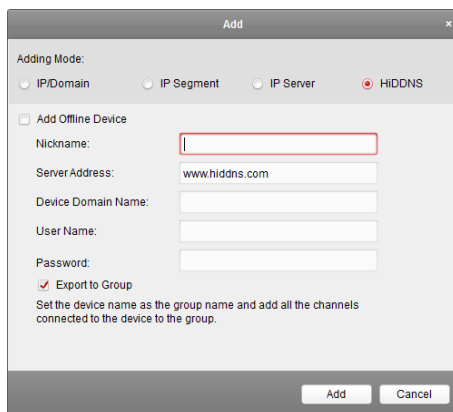 Add
Adding Mode:
IP/Domain IP Segment IP Server HiDDNS
Add Offline Device
Nickname:
Server Address: www.hiddns.com
Device Domain Name:
User Name:
Password:
Export to Group
Set the device name as the group name and add all the channels
connected to the device to the group.
Add Cancel